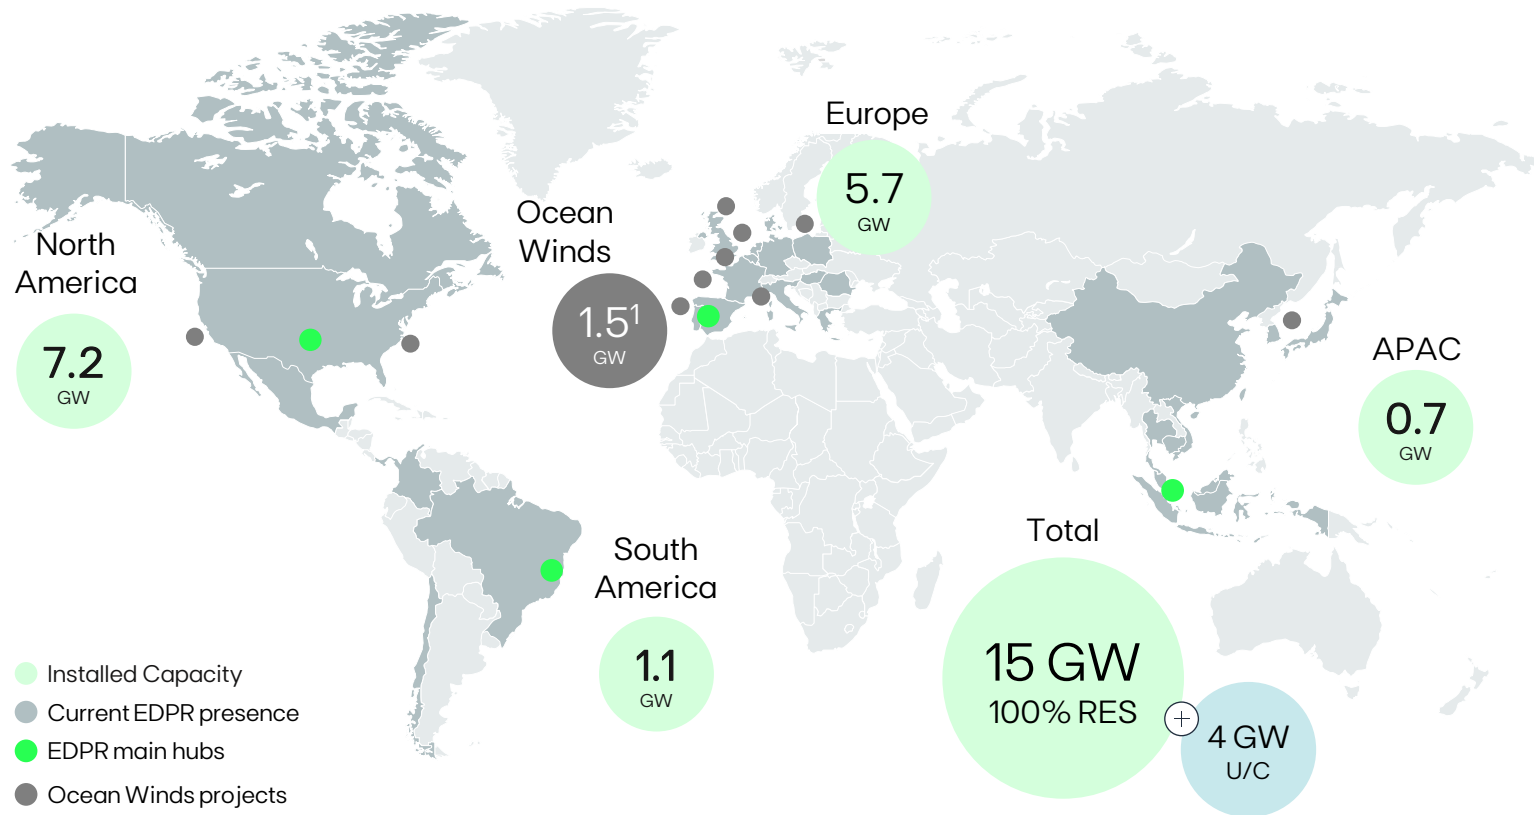 Europe
5.7
GW
Ocean
Winds
1.5¹
GW
North
America
7.2
GW
APAC
0.7
GW
South
America
1.1
GW
Total
15 GW
100% RES
+
4 GW
U/C
Installed Capacity
Current EDPR presence
EDPR main hubs
Ocean Winds projects